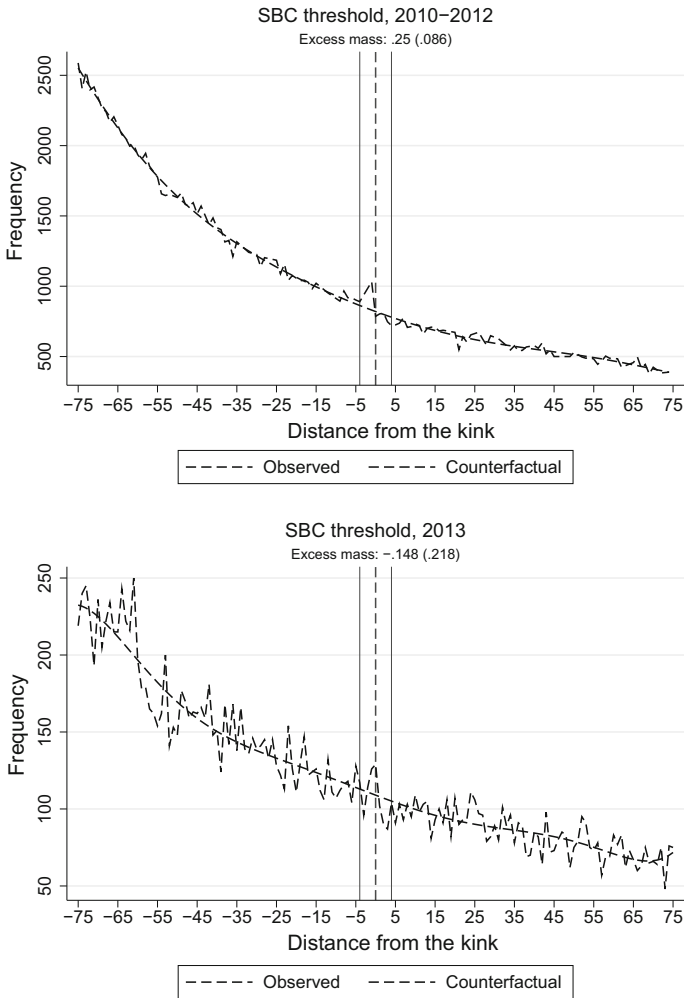 SBC threshold, 2010−2012
Excess mass: .25 (.086)
Frequency
2500
2000
1500
1000
500
−75 −65 −55 −45 −35 −25 −15 −5 5 15 25 35 45 55 65 75
Distance from the kink
Observed Counterfactual
SBC threshold, 2013
Excess mass: −.148 (.218)
Frequency
250
200
150
100
50
−75 −65 −55 −45 −35 −25 −15 −5 5 15 25 35 45 55 65 75
Distance from the kink
Observed Counterfactual